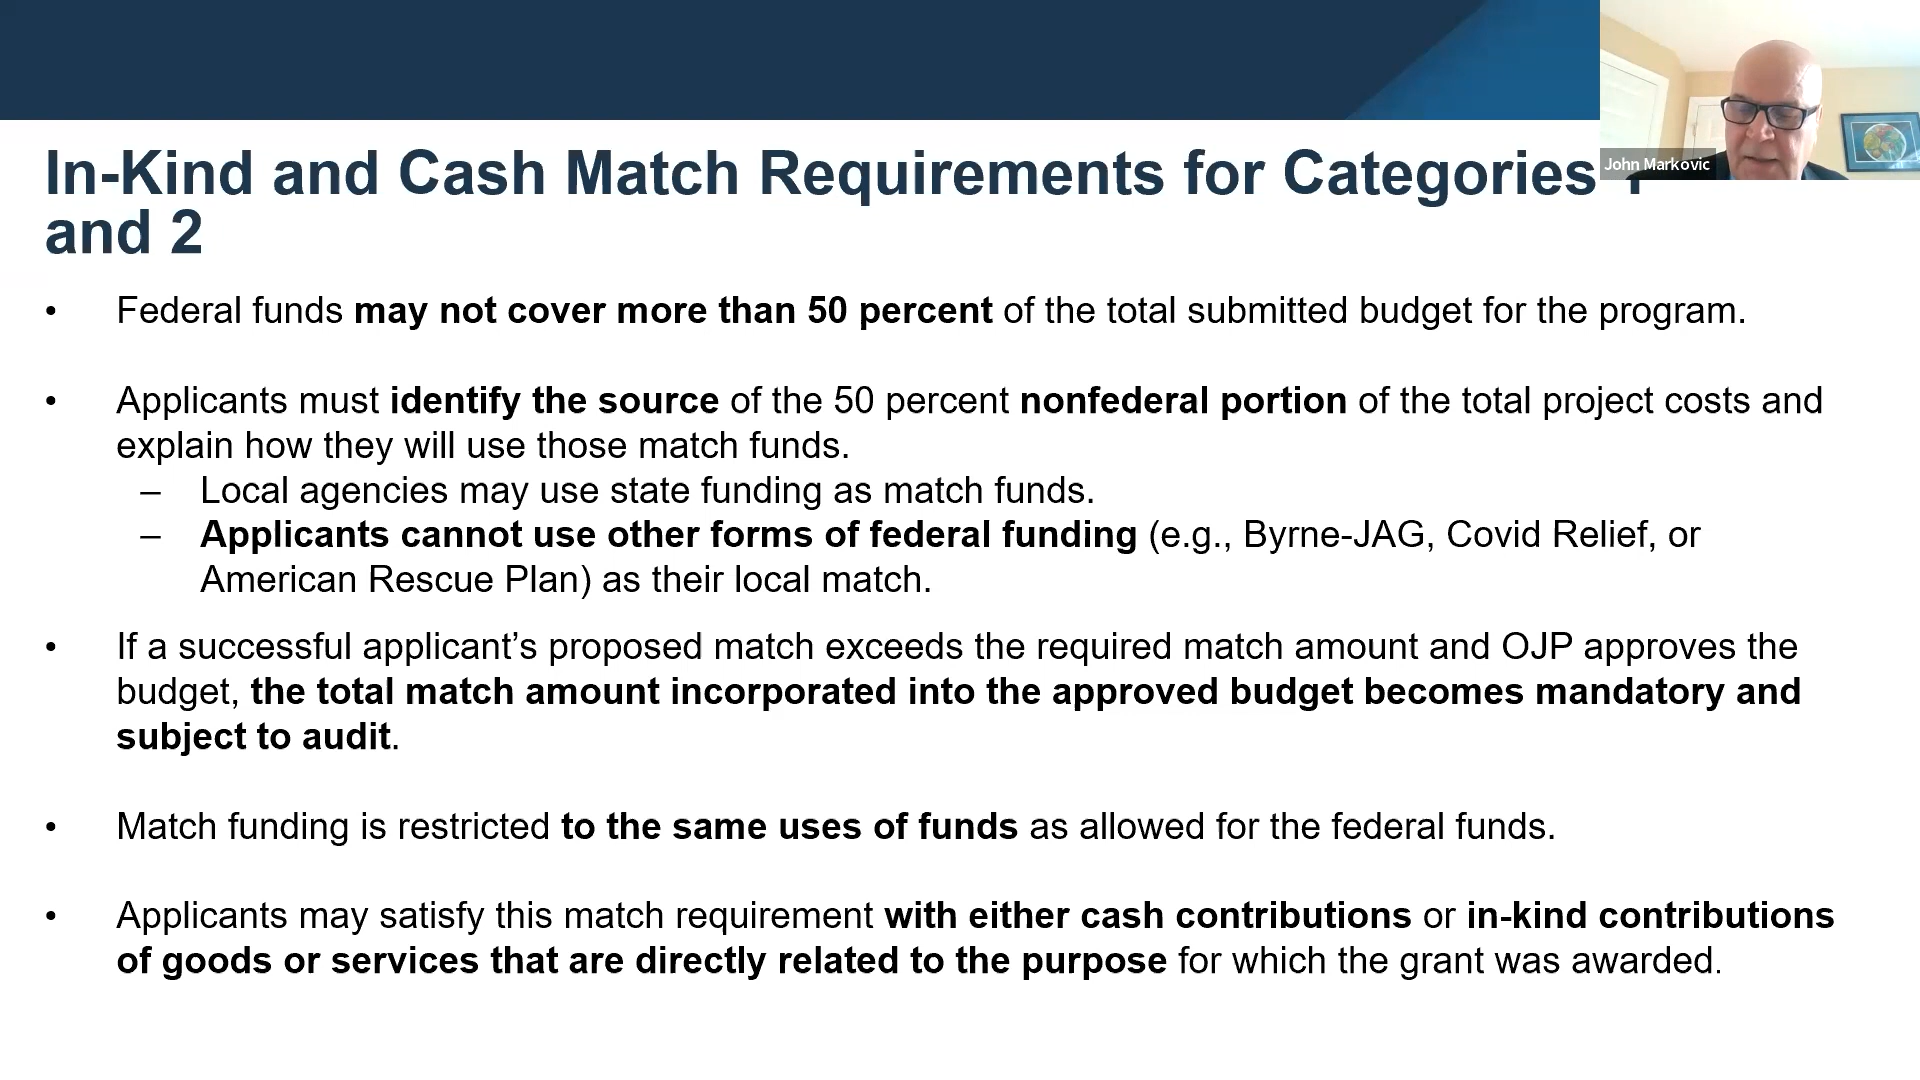 John Markovic
In-Kind and Cash Match Requirements for Categories 1
and 2
• Federal funds may not cover more than 50 percent of the total submitted budget for the program.
• Applicants must identify the source of the 50 percent nonfederal portion of the total project costs and
explain how they will use those match funds.
– Local agencies may use state funding as match funds.
– Applicants cannot use other forms of federal funding (e.g., Byrne-JAG, Covid Relief, or
American Rescue Plan) as their local match.
• If a successful applicant’s proposed match exceeds the required match amount and OJP approves the
budget, the total match amount incorporated into the approved budget becomes mandatory and
subject to audit.
• Match funding is restricted to the same uses of funds as allowed for the federal funds.
• Applicants may satisfy this match requirement with either cash contributions or in-kind contributions
of goods or services that are directly related to the purpose for which the grant was awarded.